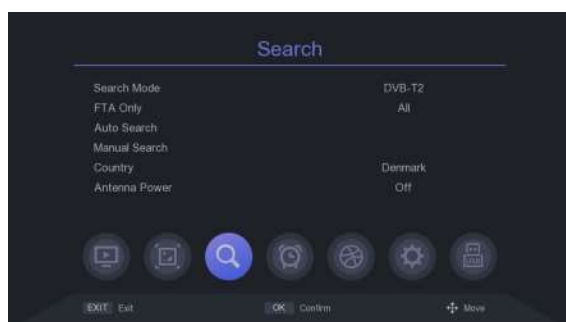 Search
Search Mode DVB-T2
FTA Only All
Auto Search
Manual Search
Country Denmark
Antenna Power Off
USB
EXIT Exit OK Confirm Move